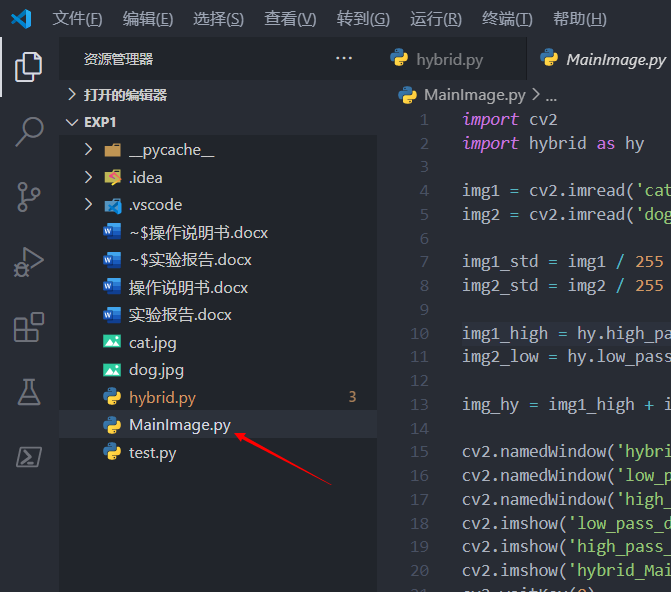 文件(F) 编辑(E) 选择(S) 查看(V) 转到(G) 运行(R) 终端(T) 帮助(H)
资源管理器 ···
hybrid.py MainImage.py
打开的编辑器
MainImage.py > ...
EXP1
__pycache__
.idea
.vscode
~$操作说明书.docx
~$实验报告.docx
操作说明书.docx
实验报告.docx
cat.jpg
dog.jpg
hybrid.py 3
MainImage.py
test.py
1 import cv2
2 import hybrid as hy
3
4 img1 = cv2.imread('cat
5 img2 = cv2.imread('dog
6
7 img1_std = img1 / 255
8 img2_std = img2 / 255
9
10 img1_high = hy.high_pa
11 img2_low = hy.low_pass
12
13 img_hy = img1_high + i
14
15 cv2.namedWindow('hybri
16 cv2.namedWindow('low_p
17 cv2.namedWindow('high_
18 cv2.imshow('low_pass_d
19 cv2.imshow('high_pass_
20 cv2.imshow('hybrid_Mai